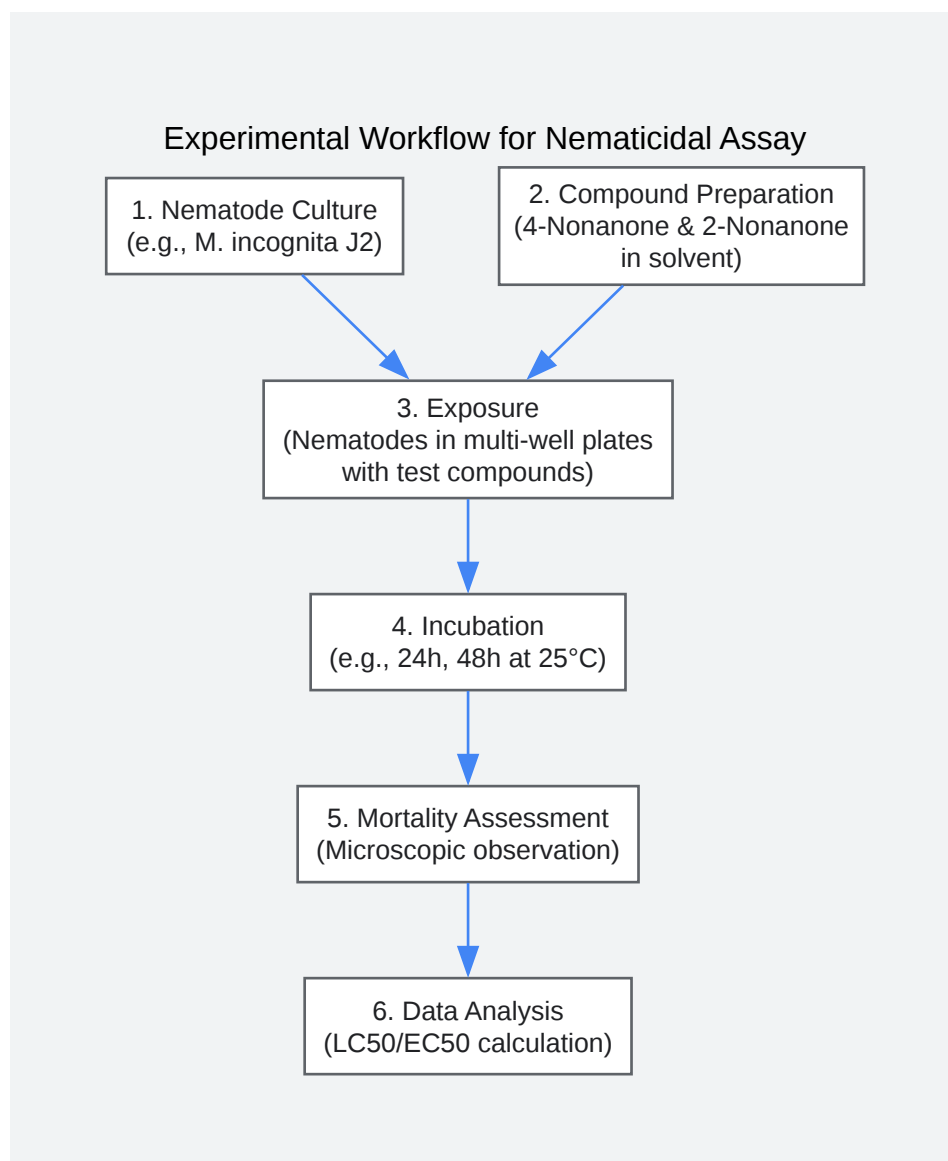 Experimental Workflow for Nematicidal Assay
1. Nematode Culture
(e.g., M. incognita J2)
2. Compound Preparation
(4-Nonanone & 2-Nonanone
in solvent)
3. Exposure
(Nematodes in multi-well plates
with test compounds)
4. Incubation
(e.g., 24h, 48h at 25°C)
5. Mortality Assessment
(Microscopic observation)
6. Data Analysis
(LC50/EC50 calculation)